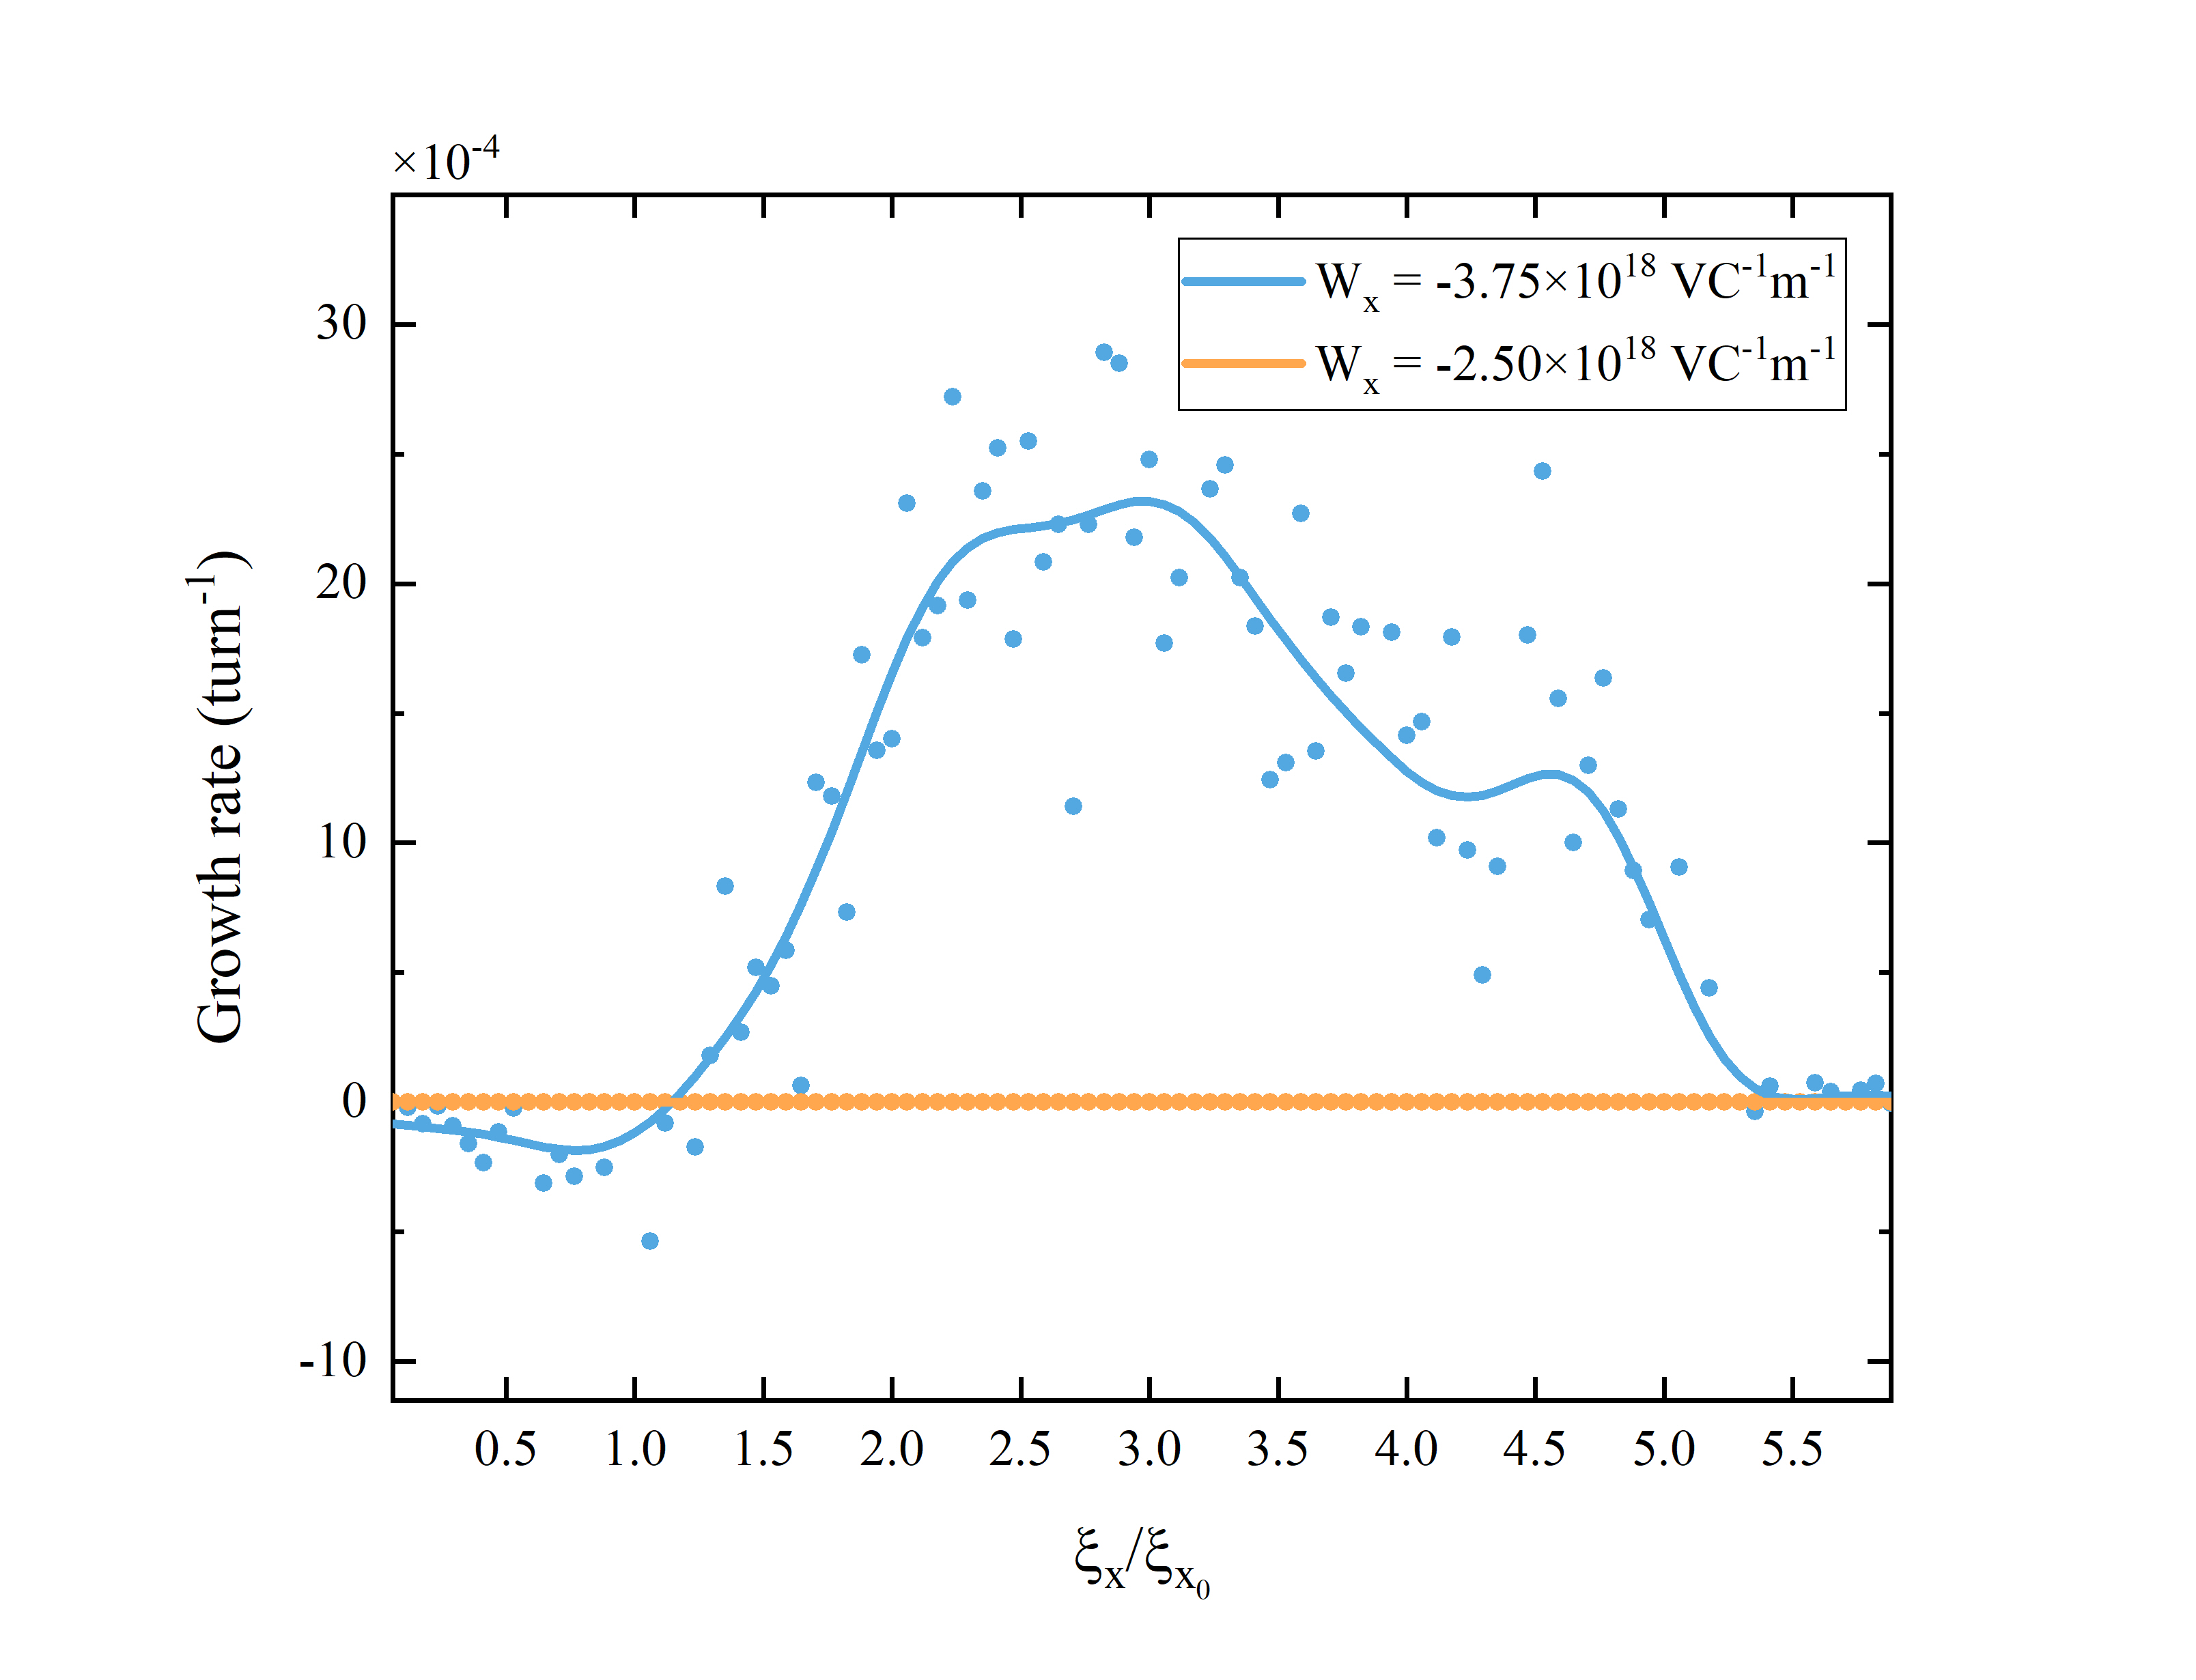 ×10⁻⁴
Wₓ = -3.75×10¹⁸ VC⁻¹m⁻¹
Wₓ = -2.50×10¹⁸ VC⁻¹m⁻¹
30
20
10
0
-10
Growth rate (turn⁻¹)
0.5 1.0 1.5 2.0 2.5 3.0 3.5 4.0 4.5 5.0 5.5
ξₓ/ξₓ₀